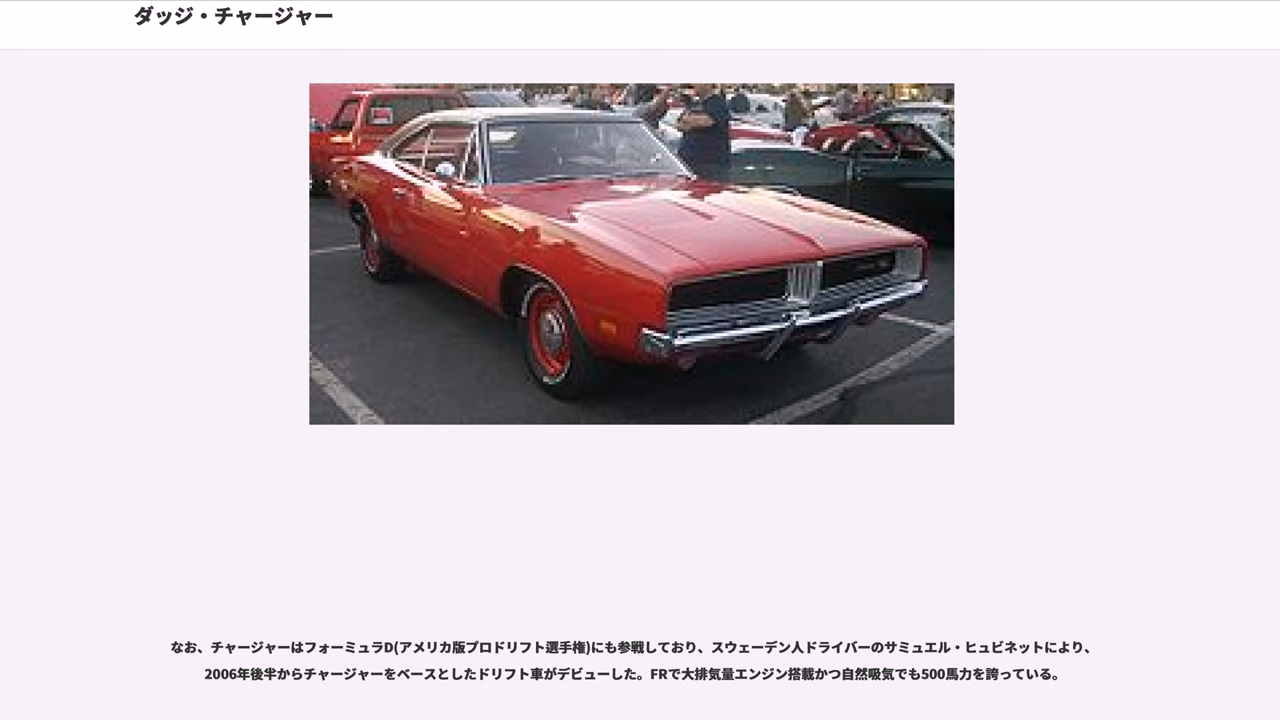 ダッジ・チャージャー
なお、チャージャーはフォーミュラD(アメリカ版プロドリフト選手権)にも参戦しており、スウェーデン人ドライバーのサミュエル・ヒュビネットにより、
2006年後半からチャージャーをベースとしたドリフト車がデビューした。FRで大排気量エンジン搭載かつ自然吸気でも500馬力を誇っている。